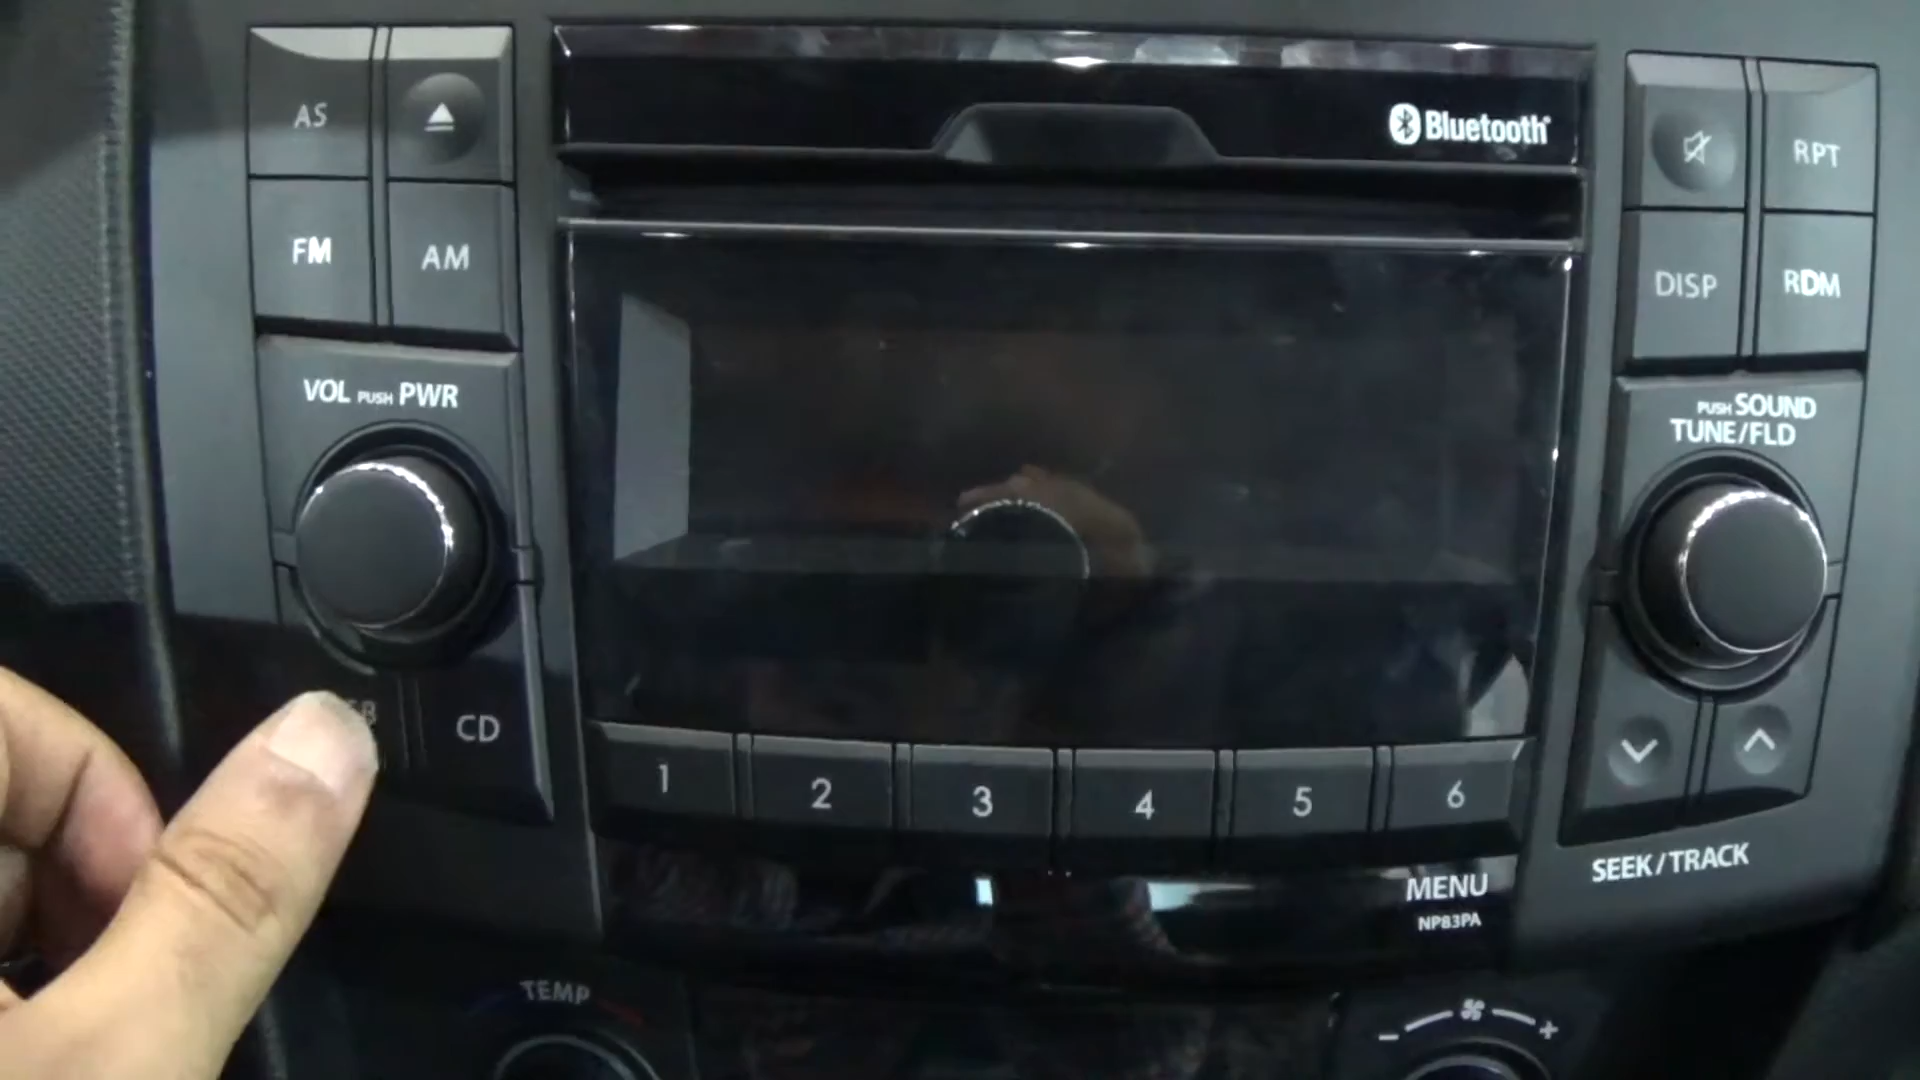 AS
Bluetooth
RPT
FM
AM
DISP
RDM
VOL PUSH PWR
PUSH SOUND
TUNE/FLD
CD
1
2
3
4
5
6
SEEK/TRACK
MENU
NP83PA
TEMP
- +